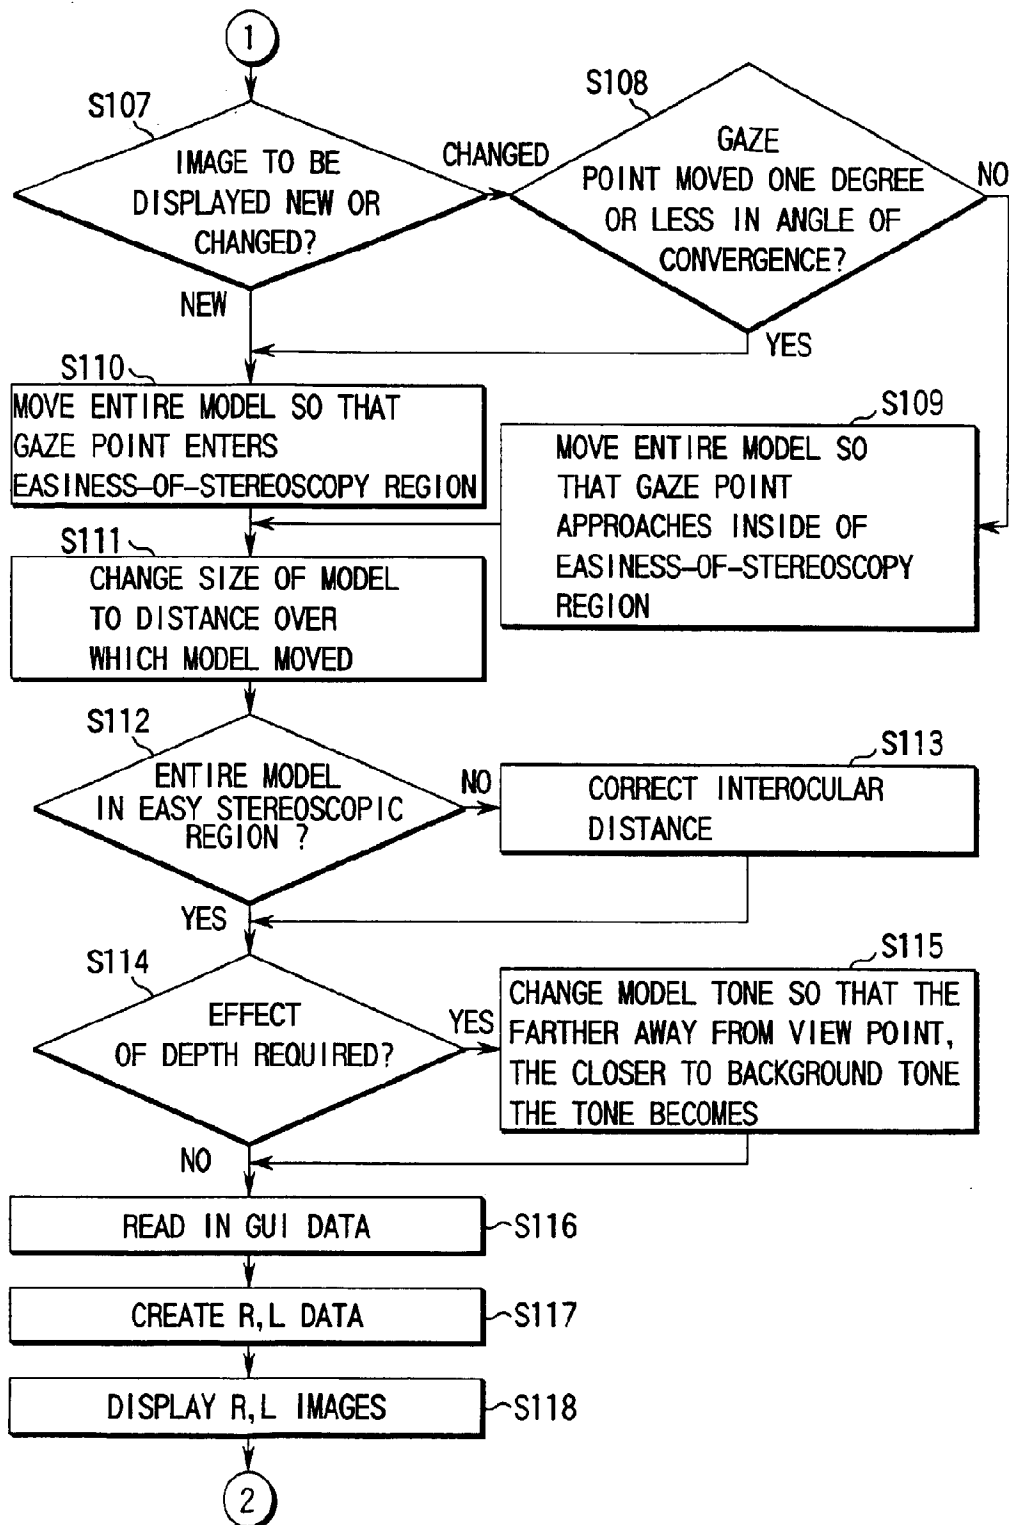 1
S107
IMAGE TO BE
DISPLAYED NEW OR
CHANGED?
CHANGED
NEW
S108
GAZE
POINT MOVED ONE DEGREE
OR LESS IN ANGLE OF
CONVERGENCE?
NO
YES
S110
MOVE ENTIRE MODEL SO THAT
GAZE POINT ENTERS
EASINESS-OF-STEREOSCOPY REGION
S109
MOVE ENTIRE MODEL SO
THAT GAZE POINT
APPROACHES INSIDE OF
EASINESS-OF-STEREOSCOPY
REGION
S111
CHANGE SIZE OF MODEL
TO DISTANCE OVER
WHICH MODEL MOVED
S112
ENTIRE MODEL
IN EASY STEREOSCOPIC
REGION ?
NO
YES
S113
CORRECT INTEROCULAR
DISTANCE
S114
EFFECT
OF DEPTH REQUIRED?
YES
NO
S115
CHANGE MODEL TONE SO THAT THE
FARTHER AWAY FROM VIEW POINT,
THE CLOSER TO BACKGROUND TONE
THE TONE BECOMES
READ IN GUI DATA
S116
CREATE R,L DATA
S117
DISPLAY R,L IMAGES
S118
2